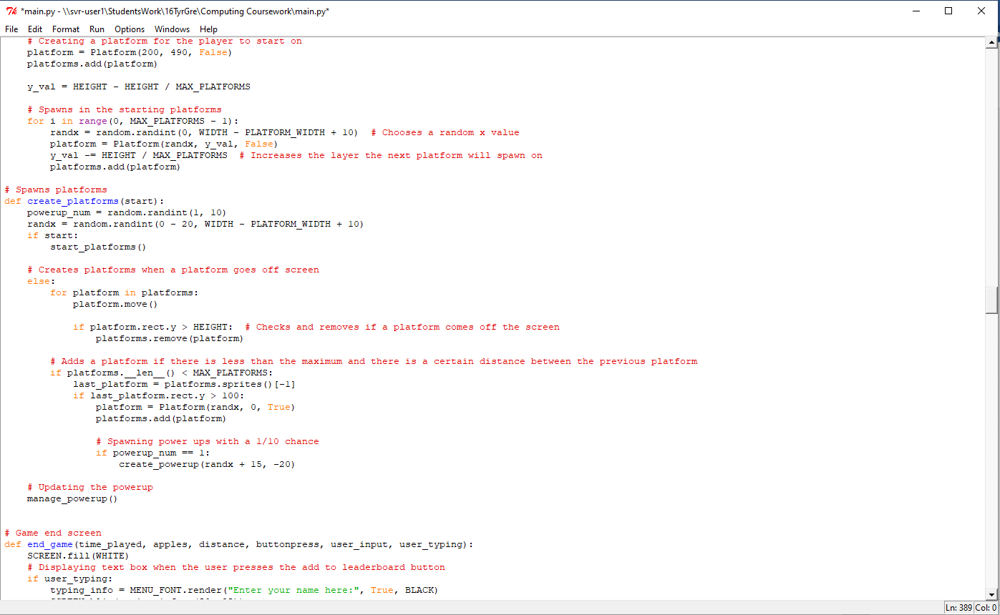 *main.py - \\svr-user1\StudentsWork\16TyrGre\Computing Coursework\main.py*
File Edit Format Run Options Windows Help
    # Creating a platform for the player to start on
    platform = Platform(200, 490, False)
    platforms.add(platform)

    y_val = HEIGHT - HEIGHT / MAX_PLATFORMS

    # Spawns in the starting platforms
    for i in range(0, MAX_PLATFORMS - 1):
        randx = random.randint(0, WIDTH - PLATFORM_WIDTH + 10)  # Chooses a random x value
        platform = Platform(randx, y_val, False)
        y_val -= HEIGHT / MAX_PLATFORMS  # Increases the layer the next platform will spawn on
        platforms.add(platform)

# Spawns platforms
def create_platforms(start):
    powerup_num = random.randint(1, 10)
    randx = random.randint(0 - 20, WIDTH - PLATFORM_WIDTH + 10)
    if start:
        start_platforms()

    # Creates platforms when a platform goes off screen
    else:
        for platform in platforms:
            platform.move()

            if platform.rect.y > HEIGHT:  # Checks and removes if a platform comes off the screen
                platforms.remove(platform)

        # Adds a platform if there is less than the maximum and there is a certain distance between the previous platform
        if platforms.__len__() < MAX_PLATFORMS:
            last_platform = platforms.sprites()[-1]
            if last_platform.rect.y > 100:
                platform = Platform(randx, 0, True)
                platforms.add(platform)

                # Spawning power ups with a 1/10 chance
                if powerup_num == 1:
                    create_powerup(randx + 15, -20)

    # Updating the powerup
    manage_powerup()


# Game end screen
def end_game(time_played, apples, distance, buttonpress, user_input, user_typing):
    SCREEN.fill(WHITE)
    # Displaying text box when the user presses the add to leaderboard button
    if user_typing:
        typing_info = MENU_FONT.render("Enter your name here:", True, BLACK)
Ln: 389 Col: 0